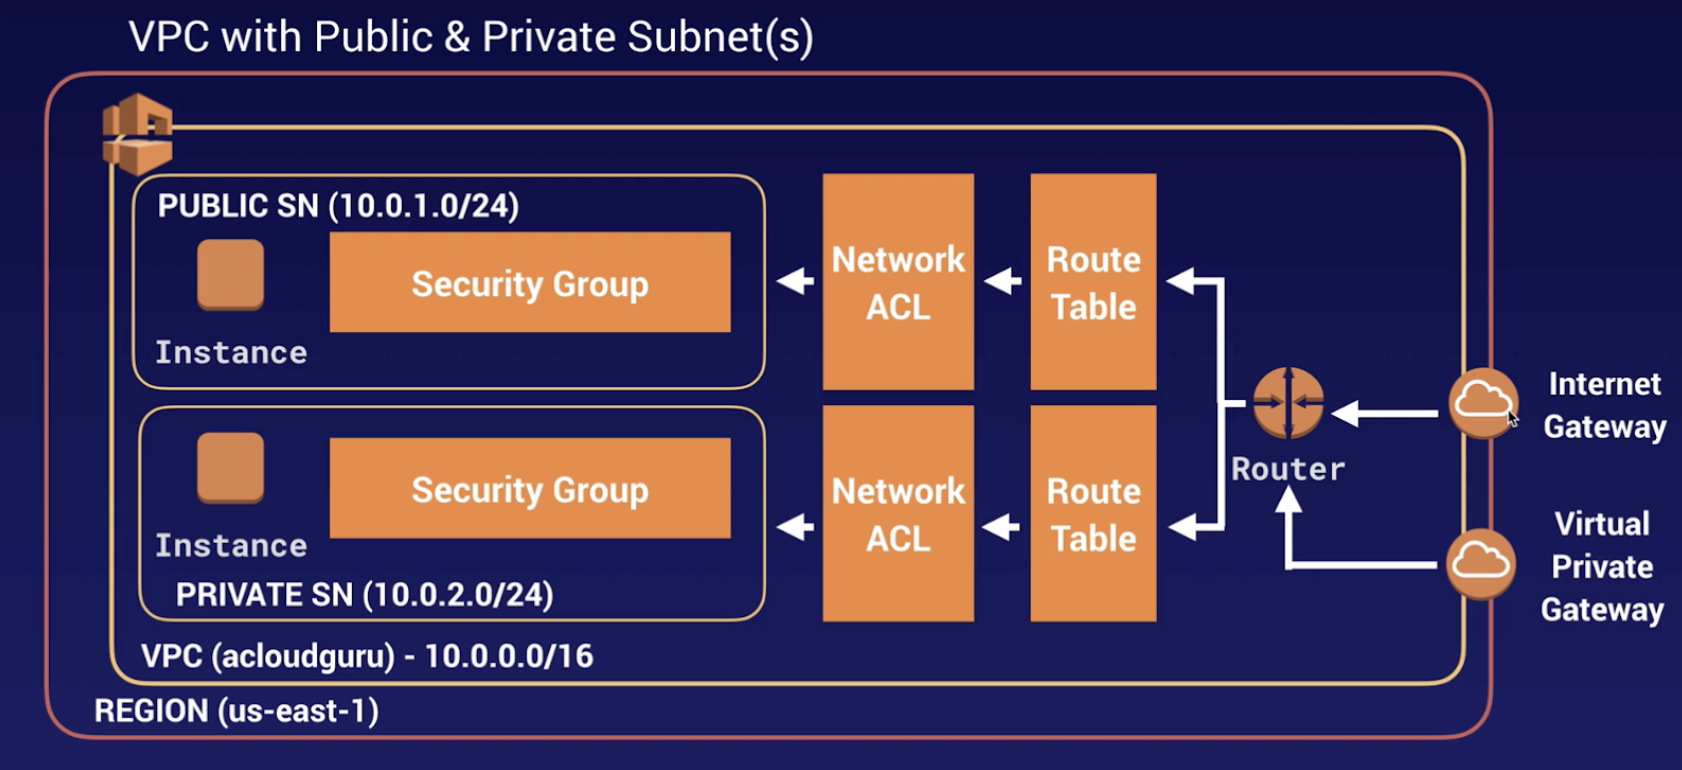 VPC with Public & Private Subnet(s)
PUBLIC SN (10.0.1.0/24)
Security Group
Instance
Network
ACL
Route
Table
Security Group
Instance
PRIVATE SN (10.0.2.0/24)
Network
ACL
Route
Table
Router
Internet
Gateway
Virtual
Private
Gateway
VPC (acloudguru) - 10.0.0.0/16
REGION (us-east-1)